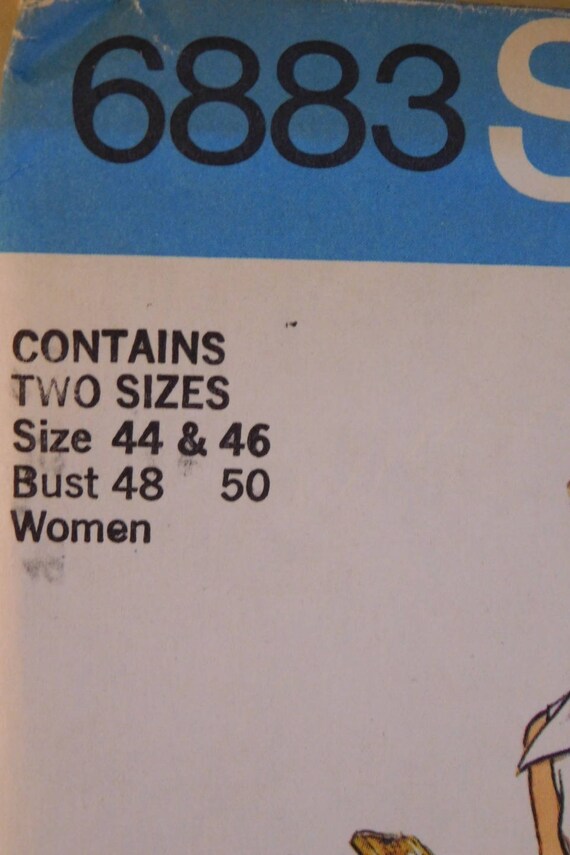 6883 S
CONTAINS
TWO SIZES
Size 44 & 46
Bust 48 50
Women